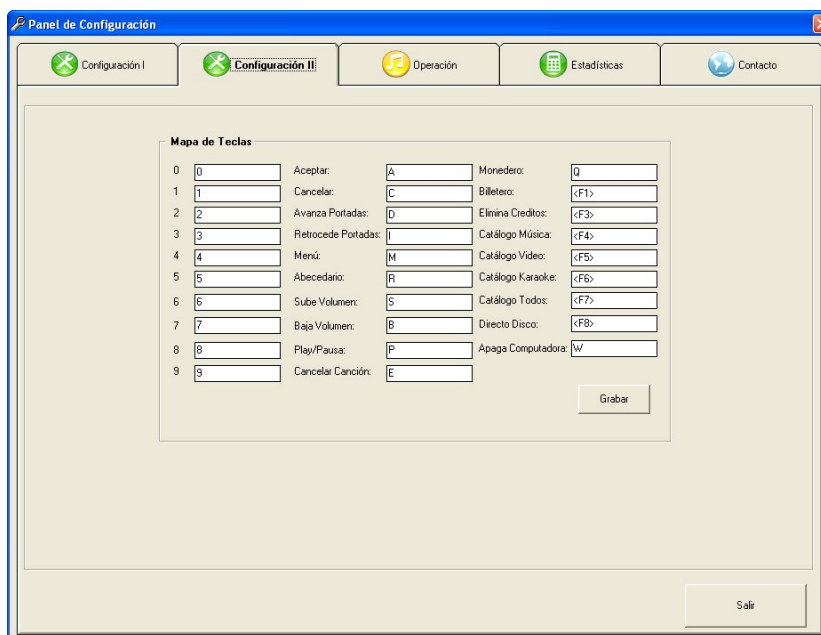 Panel de Configuración
Configuración I Configuración II Operación Estadísticas Contacto
Mapa de Teclas
0 0 Aceptar: A Monedero: Q
1 1 Cancelar: C Billetero: <F1>
2 2 Avanza Portadas: D Elimina Creditos: <F3>
3 3 Retrocede Portadas: I Catálogo Música: <F4>
4 4 Menú: M Catálogo Video: <F5>
5 5 Abecedario: R Catálogo Karaoke: <F6>
6 6 Sube Volumen: S Catálogo Todos: <F7>
7 7 Baja Volumen: B Directo Disco: <F8>
8 8 Play/Pausa: P Apaga Computadora: W
9 9 Cancelar Canción: E
Grabar
Salir